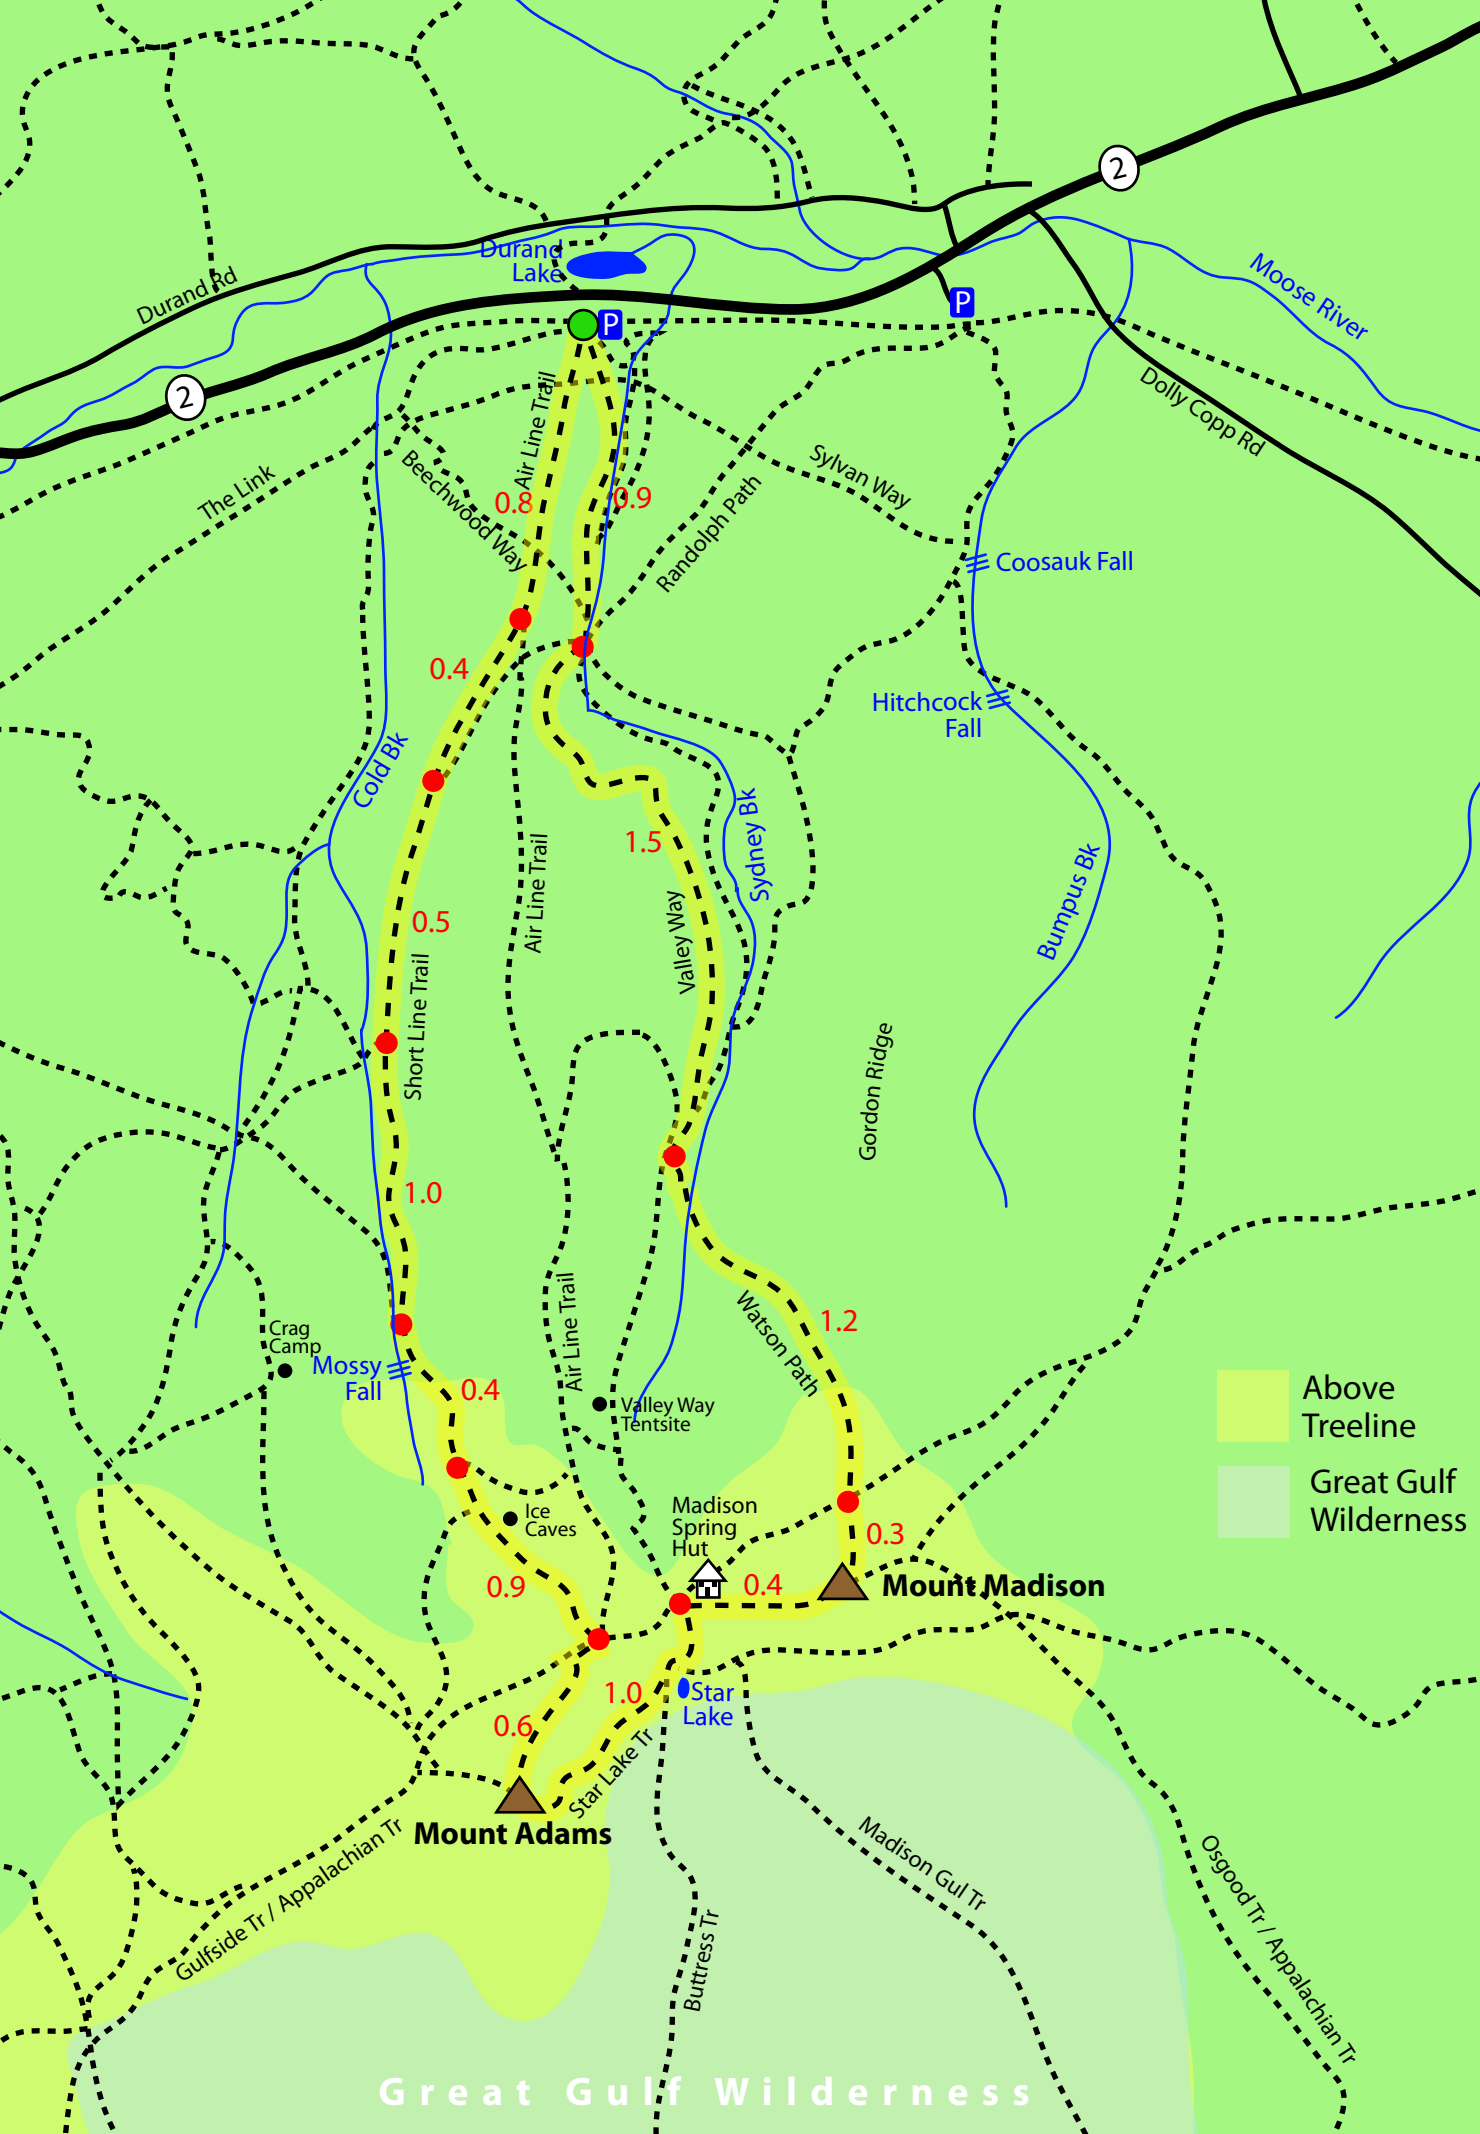 2
Durand
Lake
Durand Rd
P
P
Moose River
2
Dolly Copp Rd
Air Line Trail
The Link
Beechwood Way
0.8
0.9
Sylvan Way
Randolph Path
Coosauk Fall
0.4
Hitchcock
Fall
Cold Bk
1.5
Sydney Bk
Air Line Trail
Valley Way
Bumpus Bk
0.5
Short Line Trail
Gordon Ridge
1.0
Air Line Trail
Watson Path
1.2
Crag
Camp
Mossy
Fall
0.4
Valley Way
Tentsite
Above
Treeline
Great Gulf
Wilderness
Ice
Caves
Madison
Spring
Hut
0.3
0.9
0.4
Mount Madison
1.0
Star
Lake
0.6
Star Lake Tr
Mount Adams
Gulfside Tr / Appalachian Tr
Madison Gul Tr
Osgood Tr / Appalachian Tr
Buttress Tr
Great Gulf Wilderness